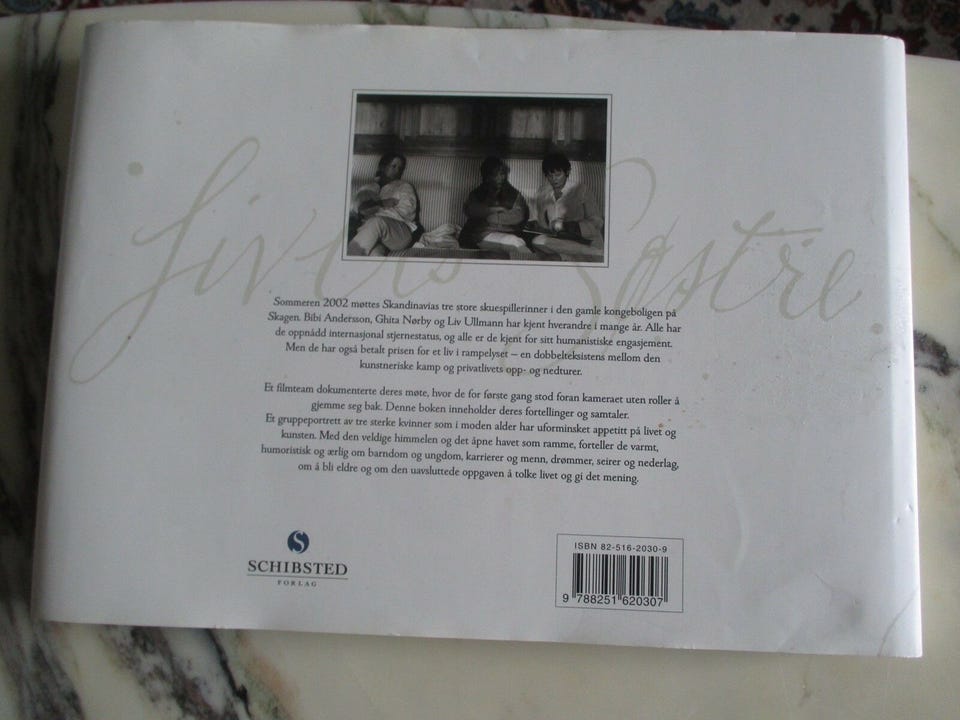 Livets Søstre
Sommeren 2002 møttes Skandinavias tre store skuespillerinner i den gamle kongeboligen på
Skagen. Bibi Andersson, Ghita Nørby og Liv Ullmann har kjent hverandre i mange år. Alle har
de oppnådd internasjonal stjernestatus, og alle er de kjent for sitt humanistiske engasjement.
Men de har også betalt prisen for et liv i rampelyset – en dobbelteksistens mellom den
kunstneriske kamp og privatlivets opp- og nedturer.
Et filmteam dokumenterte deres møte, hvor de for første gang stod foran kameraet uten roller å
gjemme seg bak. Denne boken inneholder deres fortellinger og samtaler.
Et gruppeportrett av tre sterke kvinner som i moden alder har uforminsket appetitt på livet og
kunsten. Med den veldige himmelen og det åpne havet som ramme, forteller de varmt,
humoristisk og ærlig om barndom og ungdom, karrierer og menn, drømmer, seirer og nederlag,
om å bli eldre og om den uavsluttede oppgaven å tolke livet og gi det mening.
S
SCHIBSTED
FORLAG
ISBN 82-516-2030-9
9 788251 620307